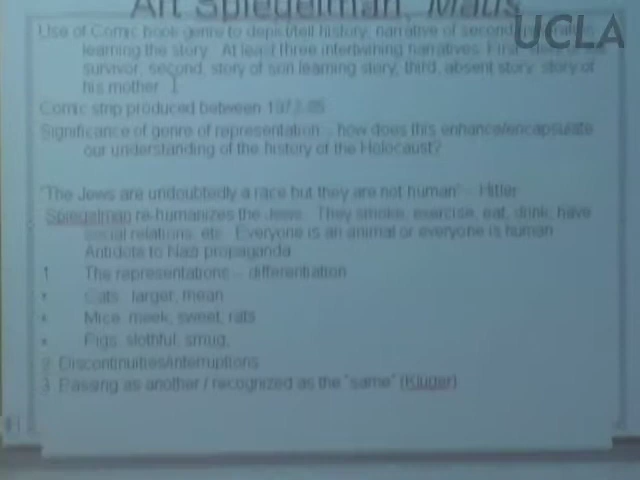 Art Spiegelman, Maus
UCLA
Use of Comic book genre to depict/tell history, narrative of second
learning the story. At least three intertwining narratives. First
survivor, second, story of son learning story, third, absent story, story of
his mother.
Comic strip produced between
Significance of genre of representation – how does this enhance/encapsulate
our understanding of the history of the Holocaust?
"The Jews are undoubtedly a race but they are not human" – Hitler
Spiegelman re-humanizes the Jews. They smoke, exercise, eat, drink, have
social relations, etc. Everyone is an animal or everyone is human.
Antidote to Nazi propaganda
1. The representations – differentiation
• Cats: larger, mean
• Mice: meek, sweet, rats
• Pigs: slothful, smug,
2. Discontinuities/interruptions
3. Passing as another / recognized as the "same" (Kluger)